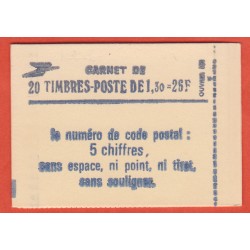 CARNET DE
20 TIMBRES-POSTE DE 1,30=26F
le numéro de code postal :
5 chiffres,
sans espace, ni point, ni tiret,
sans souligner.
OUVRIR